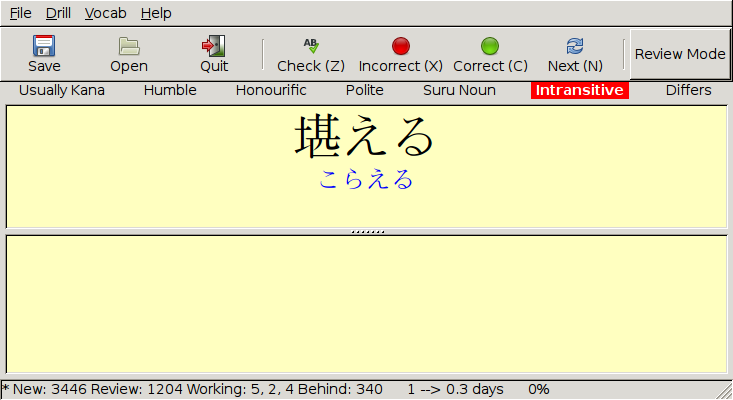 File Drill Vocab Help
Save Open Quit Check (Z) Incorrect (X) Correct (C) Next (N) Review Mode
Usually Kana Humble Honourific Polite Suru Noun Intransitive Differs
堪える
こらえる
* New: 3446 Review: 1204 Working: 5, 2, 4 Behind: 340 1 --> 0.3 days 0%